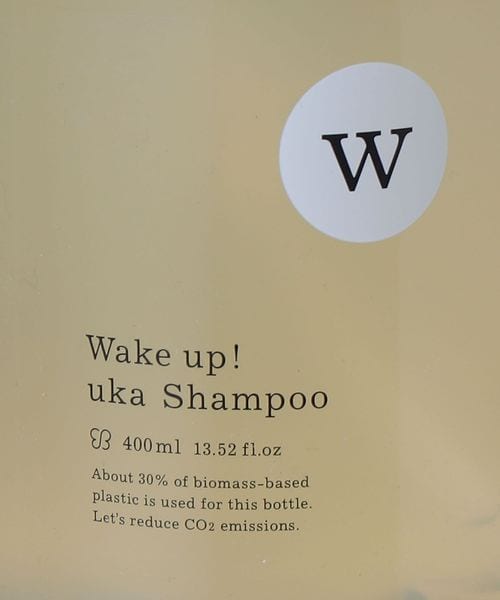 W
Wake up!
uka Shampoo
400ml 13.52 fl.oz
About 30% of biomass-based
plastic is used for this bottle.
Let's reduce CO2 emissions.